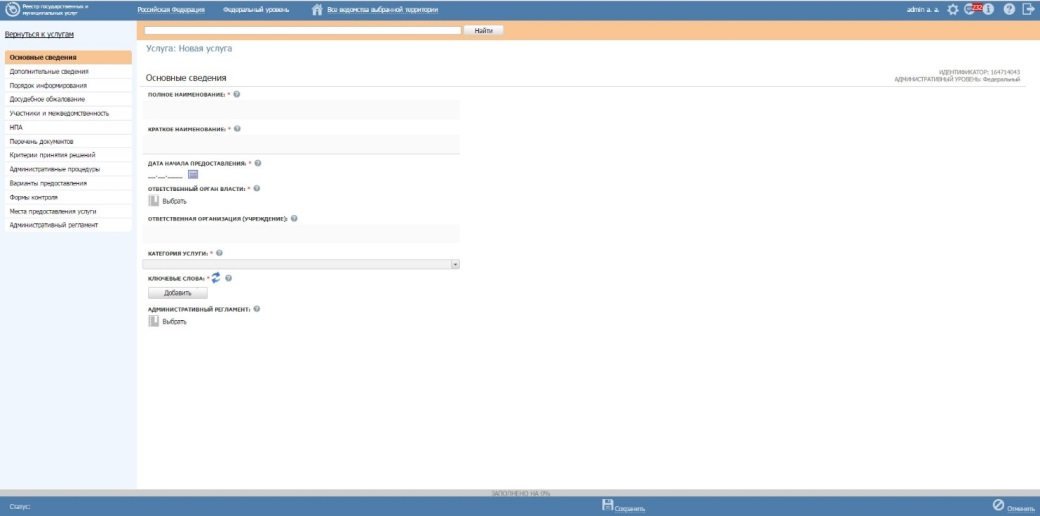 Реестр государственных и
муниципальных услуг
Российская Федерация Федеральный уровень Все ведомства выбранной территории
admin a. a.
232
Вернуться к услугам
Найти
Основные сведения
Дополнительные сведения
Порядок информирования
Досудебное обжалование
Участники и межведомственность
НПА
Перечень документов
Критерии принятия решений
Административные процедуры
Варианты предоставления
Формы контроля
Места предоставления услуги
Административный регламент
Услуга: Новая услуга
Основные сведения
ИДЕНТИФИКАТОР: 164714043
АДМИНИСТРАТИВНЫЙ УРОВЕНЬ: Федеральный
ПОЛНОЕ НАИМЕНОВАНИЕ: * ?
КРАТКОЕ НАИМЕНОВАНИЕ: * ?
ДАТА НАЧАЛА ПРЕДОСТАВЛЕНИЯ: * ?
__.__.____
ОТВЕТСТВЕННЫЙ ОРГАН ВЛАСТИ: * ?
Выбрать
ОТВЕТСТВЕННАЯ ОРГАНИЗАЦИЯ (УЧРЕЖДЕНИЕ): ?
КАТЕГОРИЯ УСЛУГИ: * ?
КЛЮЧЕВЫЕ СЛОВА: * ?
Добавить
АДМИНИСТРАТИВНЫЙ РЕГЛАМЕНТ: ?
Выбрать
ЗАПОЛНЕНО НА 0%
Статус: Сохранить Отменить